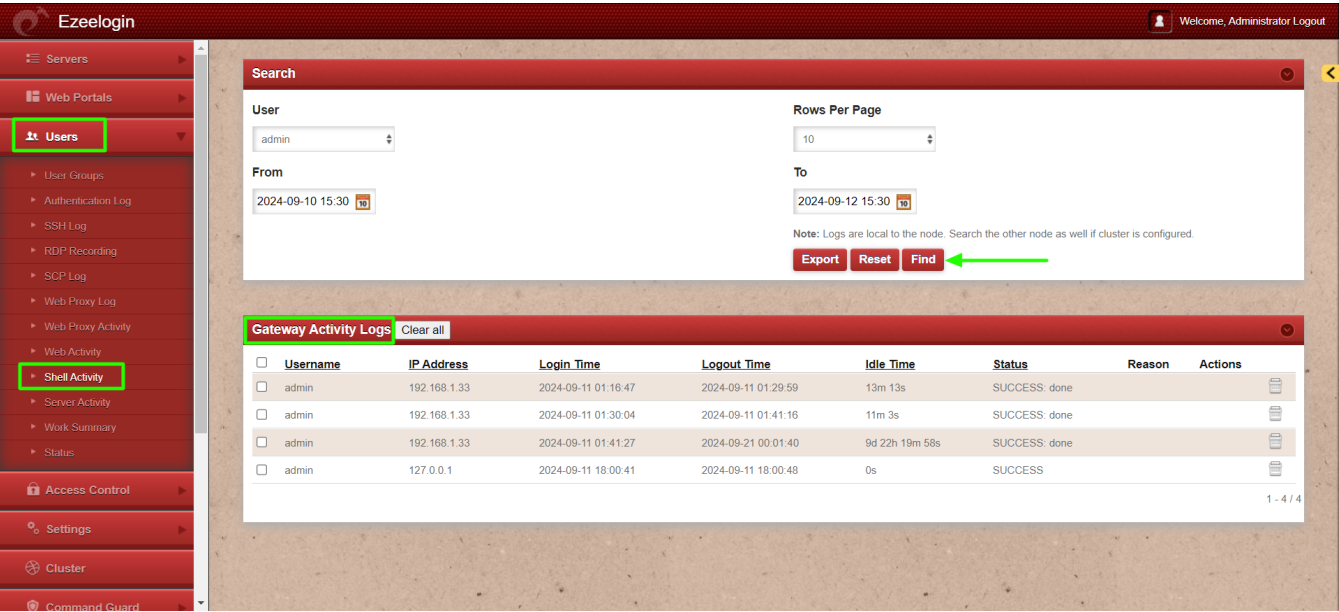 Ezeelogin
Welcome, Administrator Logout
Servers
Web Portals
Users
User Groups
Authentication Log
SSH Log
RDP Recording
SCP Log
Web Proxy Log
Web Proxy Activity
Web Activity
Shell Activity
Server Activity
Work Summary
Status
Access Control
Settings
Cluster
Command Guard
Search
User Rows Per Page
admin 10
From To
2024-09-10 15:30 10 2024-09-12 15:30 10
Note: Logs are local to the node. Search the other node as well if cluster is configured.
Export Reset Find
Gateway Activity Logs Clear all
Username IP Address Login Time Logout Time Idle Time Status Reason Actions
admin 192.168.1.33 2024-09-11 01:16:47 2024-09-11 01:29:59 13m 13s SUCCESS: done
admin 192.168.1.33 2024-09-11 01:30:04 2024-09-11 01:41:16 11m 3s SUCCESS: done
admin 192.168.1.33 2024-09-11 01:41:27 2024-09-21 00:01:40 9d 22h 19m 58s SUCCESS: done
admin 127.0.0.1 2024-09-11 18:00:41 2024-09-11 18:00:48 0s SUCCESS
1 - 4 / 4